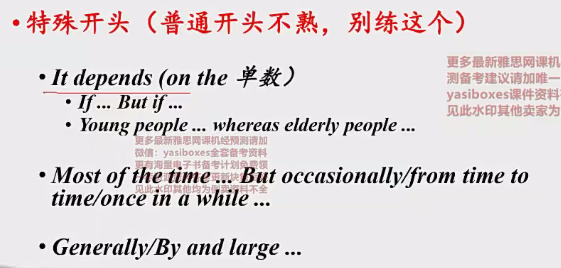 • 特殊开头（普通开头不熟，别练这个）
• It depends (on the 单数）
• If ... But if ...
• Young people ... whereas elderly people ...
• Most of the time ... But occasionally/from time to
time/once in a while ...
• Generally/By and large ...
更多最新雅思网课机
测备考建议请加唯一
yasiboxes课件资料
见此水印其他卖家为
更多最新雅思网课机经预测请加
微信：yasiboxes全套备考资料
更有海量电子书备考计划免费领
更新块
见此水印其他均为倒卖资料不全